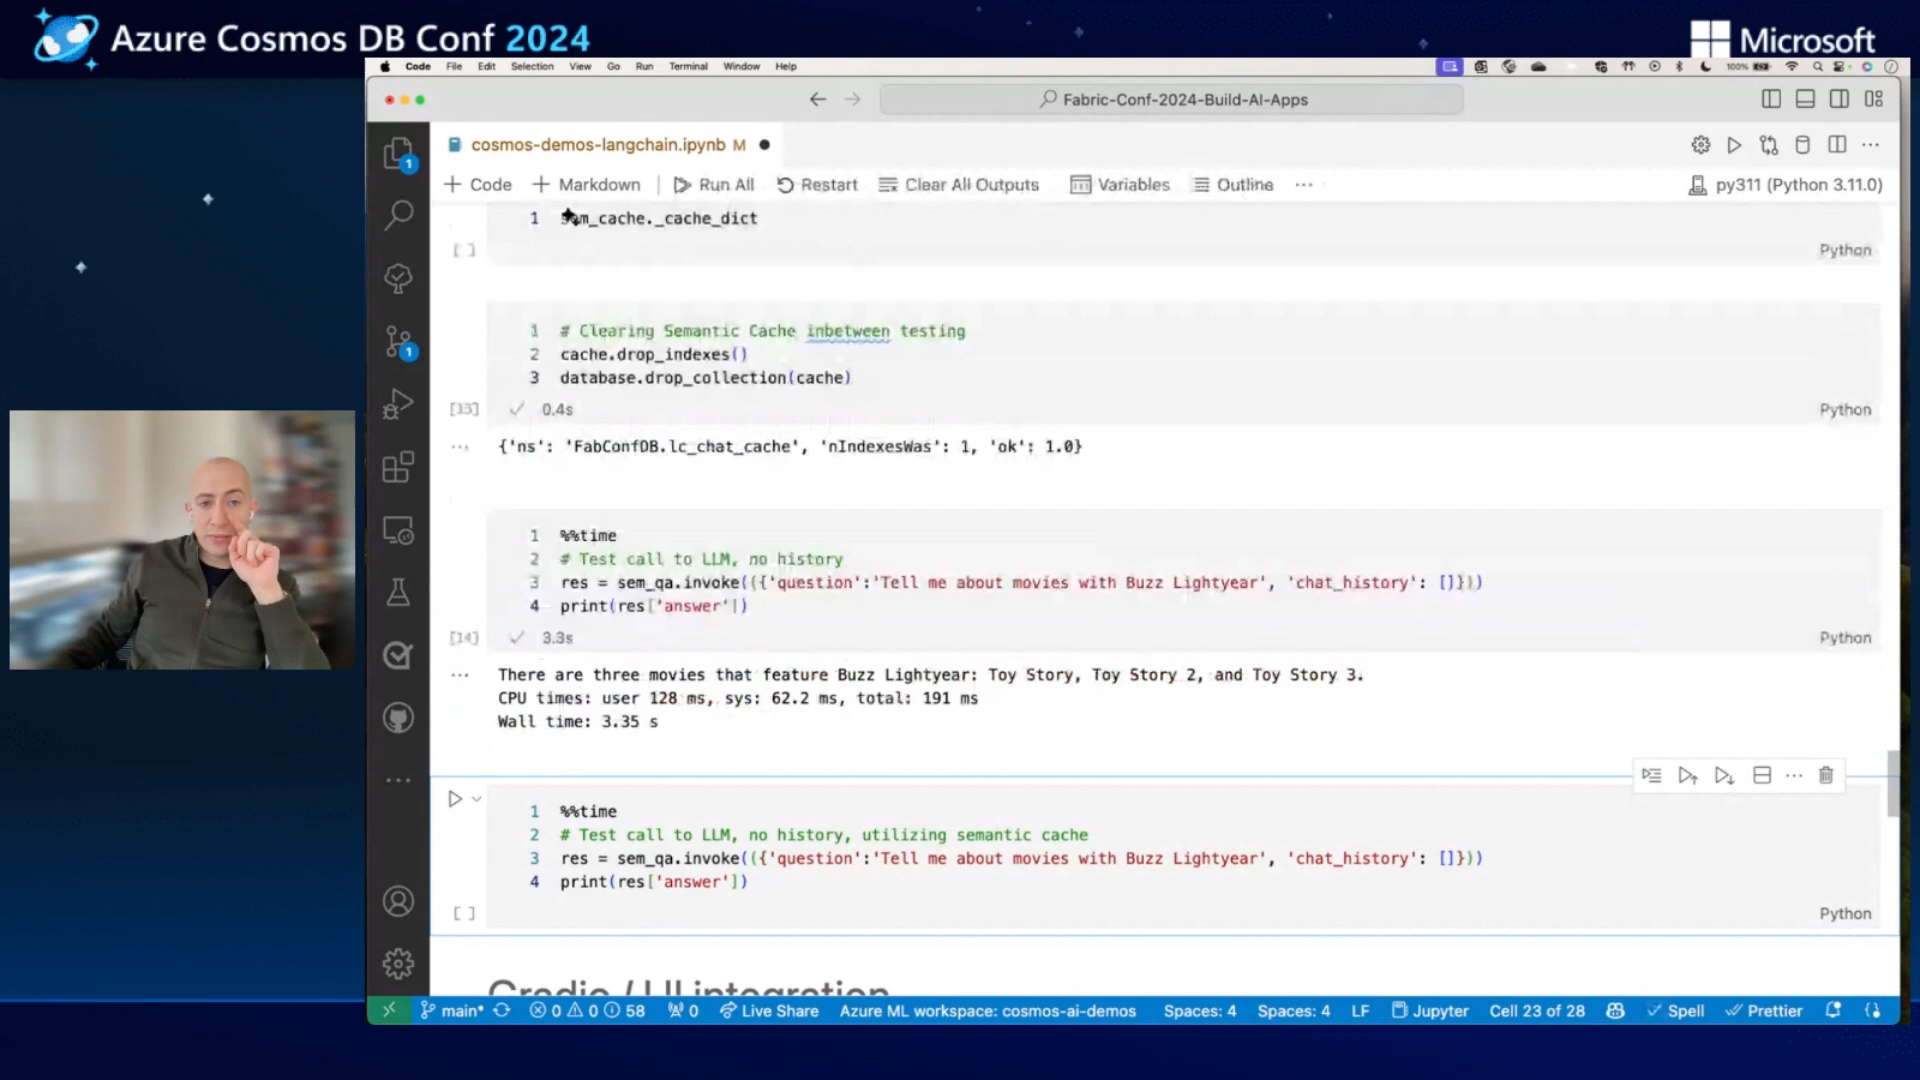 Azure Cosmos DB Conf 2024
Microsoft
Code File Edit Selection View Go Run Terminal Window Help
100%
Fabric-Conf-2024-Build-AI-Apps
cosmos-demos-langchain.ipynb M
+ Code + Markdown Run All Restart Clear All Outputs Variables Outline ... py311 (Python 3.11.0)
1 sem_cache._cache_dict
[ ] Python
1 # Clearing Semantic Cache inbetween testing
2 cache.drop_indexes()
3 database.drop_collection(cache)
[13] 0.4s Python
... {'ns': 'FabConfDB.lc_chat_cache', 'nIndexesWas': 1, 'ok': 1.0}
1 %%time
2 # Test call to LLM, no history
3 res = sem_qa.invoke(({'question':'Tell me about movies with Buzz Lightyear', 'chat_history': []}))
4 print(res['answer'])
[14] 3.3s Python
... There are three movies that feature Buzz Lightyear: Toy Story, Toy Story 2, and Toy Story 3.
CPU times: user 128 ms, sys: 62.2 ms, total: 191 ms
Wall time: 3.35 s
1 %%time
2 # Test call to LLM, no history, utilizing semantic cache
3 res = sem_qa.invoke(({'question':'Tell me about movies with Buzz Lightyear', 'chat_history': []}))
4 print(res['answer'])
[ ] Python
Gradio / UI integration
main* 0 0 58 0 Live Share Azure ML workspace: cosmos-ai-demos Spaces: 4 Spaces: 4 LF Jupyter Cell 23 of 28 Spell Prettier
1
1